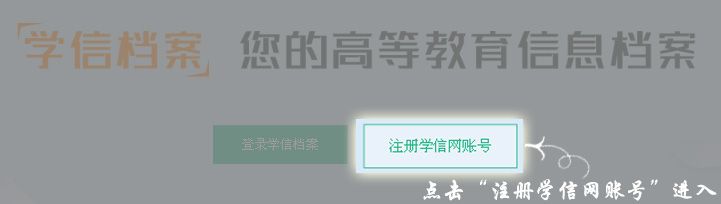 学信档案 您的高等教育信息档案
登录学信档案 注册学信网账号
点击“注册学信网账号”进入